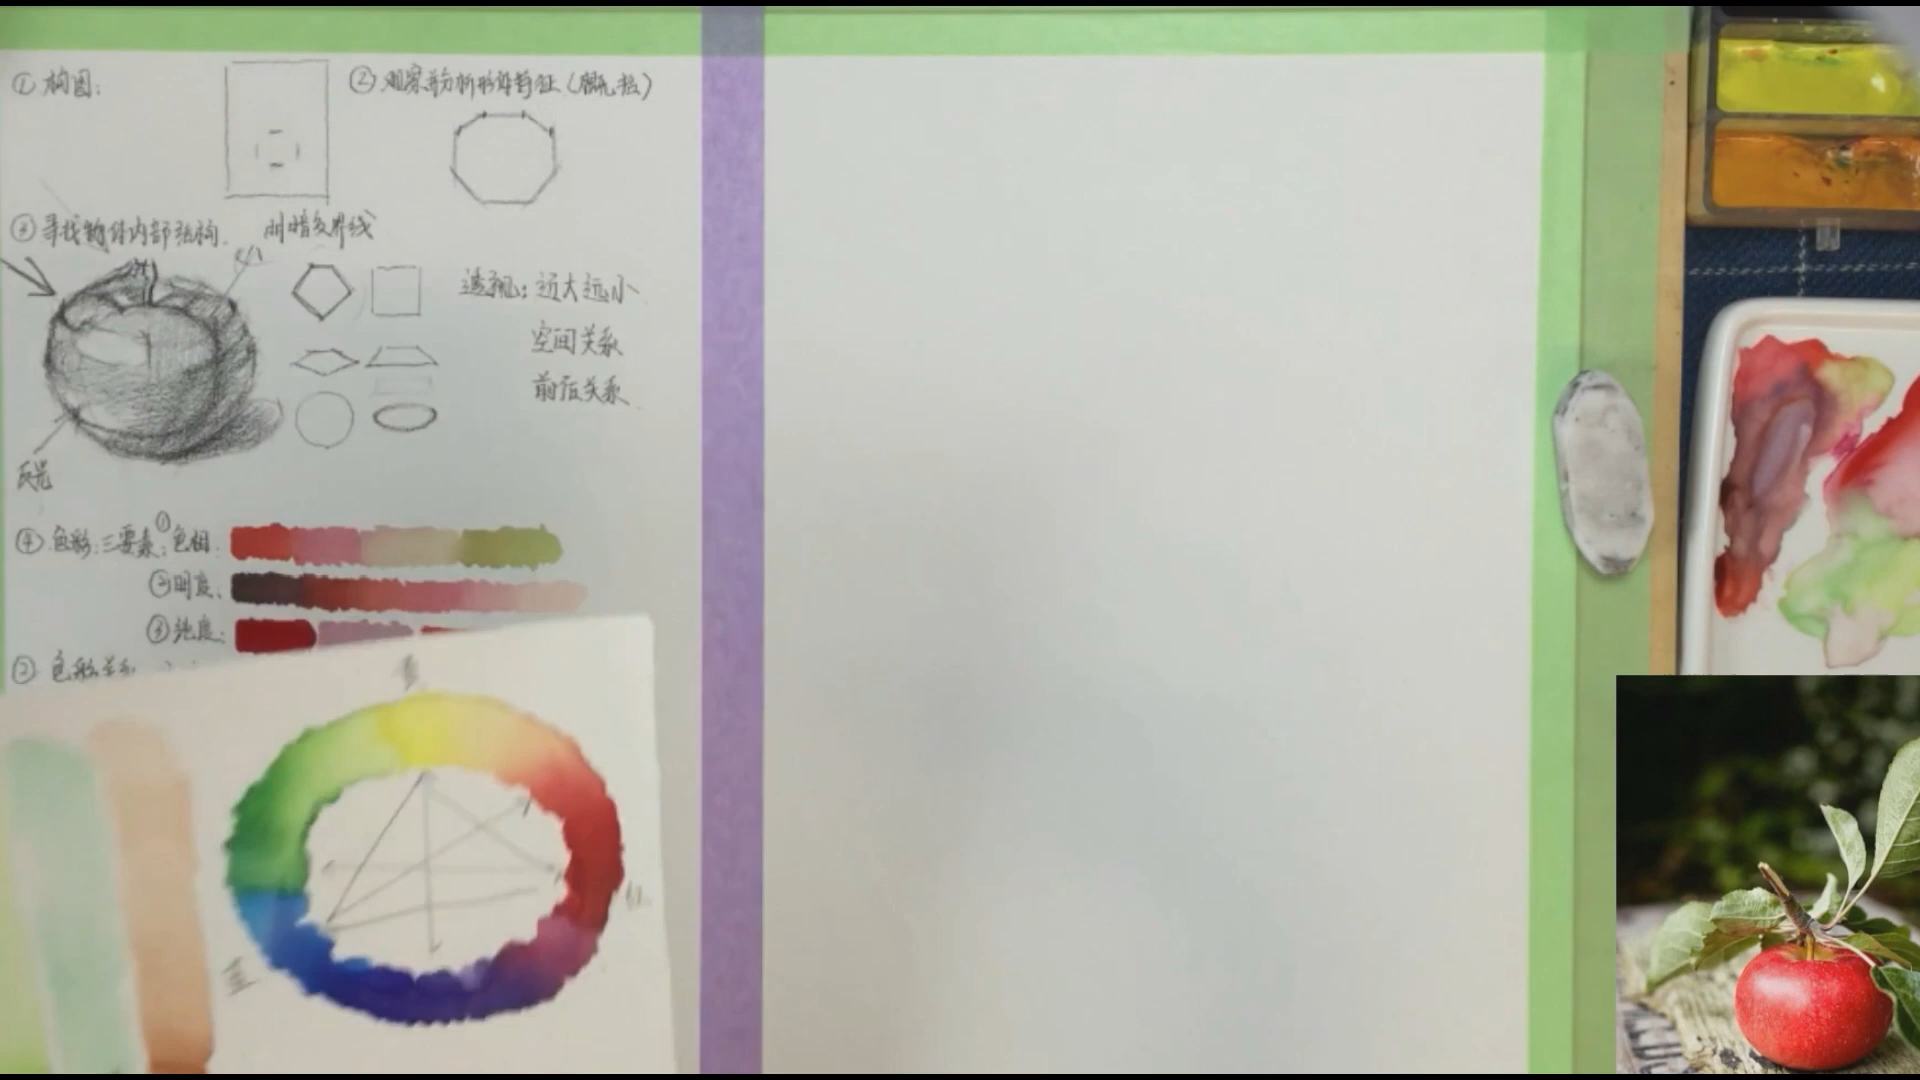 ① 构图：
② 观察并分析形体特征（概括）
③ 寻找物体内部结构.
明暗交界线
透视：近大远小
空间关系
前后关系
反光
④ 色彩：三要素：①色相：
②明度：
③纯度：
色彩关系
黄
红
蓝